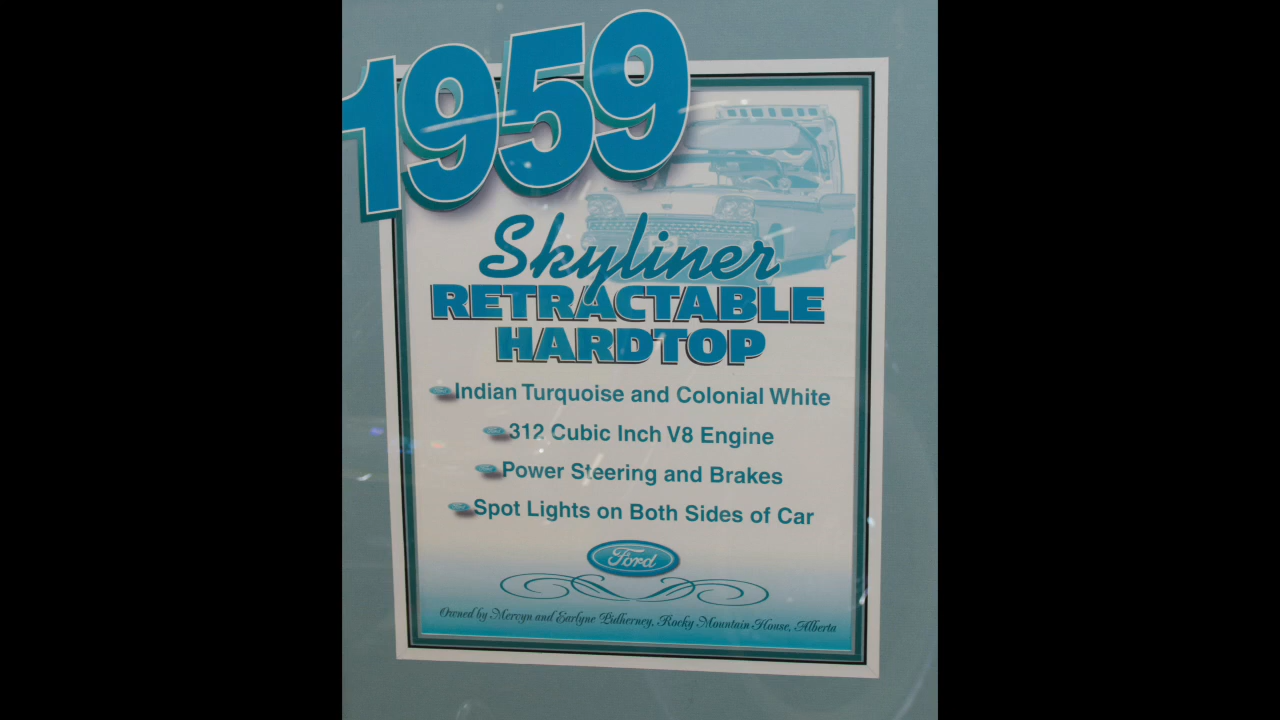 1959
Skyliner
RETRACTABLE
HARDTOP
Indian Turquoise and Colonial White
312 Cubic Inch V8 Engine
Power Steering and Brakes
Spot Lights on Both Sides of Car
Ford
Owned by Mervyn and Earlyne Pidherney, Rocky Mountain House, Alberta